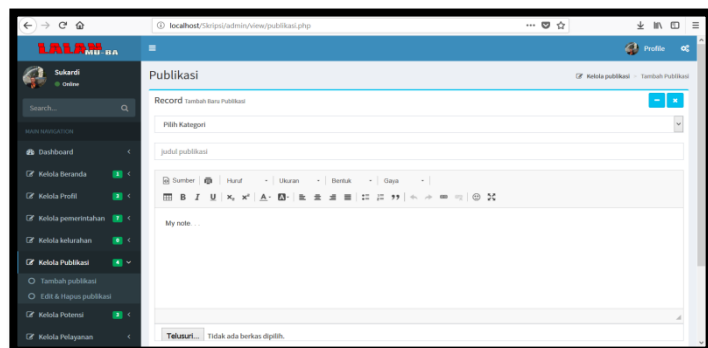 localhost/Skripsi/admin/view/publikasi.php
LALAN MU-BA
Profile
Sukardi
Online
Search...
MAIN NAVIGATION
Dashboard
Kelola Beranda
Kelola Profil
Kelola pemerintahan
Kelola kelurahan
Kelola Publikasi
Tambah publikasi
Edit & Hapus publikasi
Kelola Potensi
Kelola Pelayanan
Publikasi
Kelola publikasi - Tambah Publikasi
Record Tambah Baru Publikasi
Pilih Kategori
judul publikasi
Sumber Huruf Ukuran Bentuk Gaya
B I U x₂ x² A A
My note. . .
Telusuri... Tidak ada berkas dipilih.